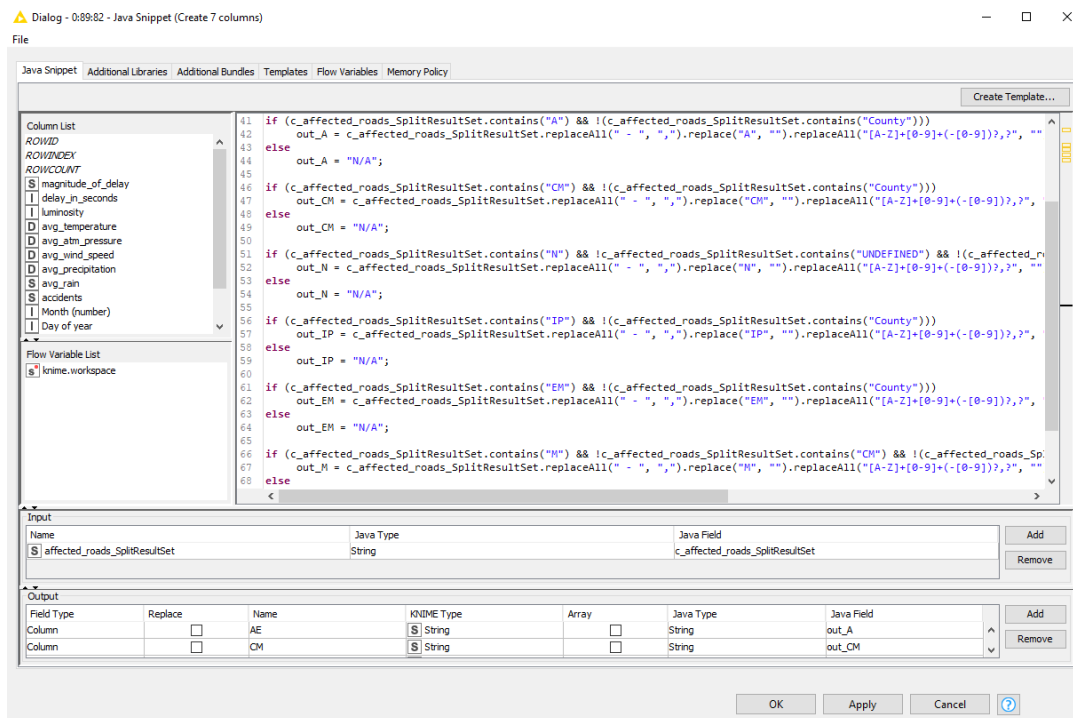 Dialog - 0:89:82 - Java Snippet (Create 7 columns)
File
Java Snippet Additional Libraries Additional Bundles Templates Flow Variables Memory Policy
Create Template...
Column List
ROWID
ROWINDEX
ROWCOUNT
S magnitude_of_delay
I delay_in_seconds
I luminosity
D avg_temperature
D avg_atm_pressure
D avg_wind_speed
D avg_precipitation
S avg_rain
S accidents
I Month (number)
I Day of year
Flow Variable List
s knime.workspace
41 if (c_affected_roads_SplitResultSet.contains("A") && !(c_affected_roads_SplitResultSet.contains("County")))
42 out_A = c_affected_roads_SplitResultSet.replaceAll(" - ", ",").replace("A", "").replaceAll("[A-Z]+[0-9]+(-[0-9])?,?", ""
43 else
44 out_A = "N/A";
45
46 if (c_affected_roads_SplitResultSet.contains("CM") && !(c_affected_roads_SplitResultSet.contains("County")))
47 out_CM = c_affected_roads_SplitResultSet.replaceAll(" - ", ",").replace("CM", "").replaceAll("[A-Z]+[0-9]+(-[0-9])?,?",
48 else
49 out_CM = "N/A";
50
51 if (c_affected_roads_SplitResultSet.contains("N") && !c_affected_roads_SplitResultSet.contains("UNDEFINED") && !(c_affected_r
52 out_N = c_affected_roads_SplitResultSet.replaceAll(" - ", ",").replace("N", "").replaceAll("[A-Z]+[0-9]+(-[0-9])?,?", ""
53 else
54 out_N = "N/A";
55
56 if (c_affected_roads_SplitResultSet.contains("IP") && !(c_affected_roads_SplitResultSet.contains("County")))
57 out_IP = c_affected_roads_SplitResultSet.replaceAll(" - ", ",").replace("IP", "").replaceAll("[A-Z]+[0-9]+(-[0-9])?,?",
58 else
59 out_IP = "N/A";
60
61 if (c_affected_roads_SplitResultSet.contains("EM") && !(c_affected_roads_SplitResultSet.contains("County")))
62 out_EM = c_affected_roads_SplitResultSet.replaceAll(" - ", ",").replace("EM", "").replaceAll("[A-Z]+[0-9]+(-[0-9])?,?",
63 else
64 out_EM = "N/A";
65
66 if (c_affected_roads_SplitResultSet.contains("M") && !c_affected_roads_SplitResultSet.contains("CM") && !(c_affected_roads_Sp
67 out_M = c_affected_roads_SplitResultSet.replaceAll(" - ", ",").replace("M", "").replaceAll("[A-Z]+[0-9]+(-[0-9])?,?", ""
68 else
Input
Name Java Type Java Field
S affected_roads_SplitResultSet String c_affected_roads_SplitResultSet
Add
Remove
Output
Field Type Replace Name KNIME Type Array Java Type Java Field
Column AE S String String out_A
Column CM S String String out_CM
Add
Remove
OK Apply Cancel ?